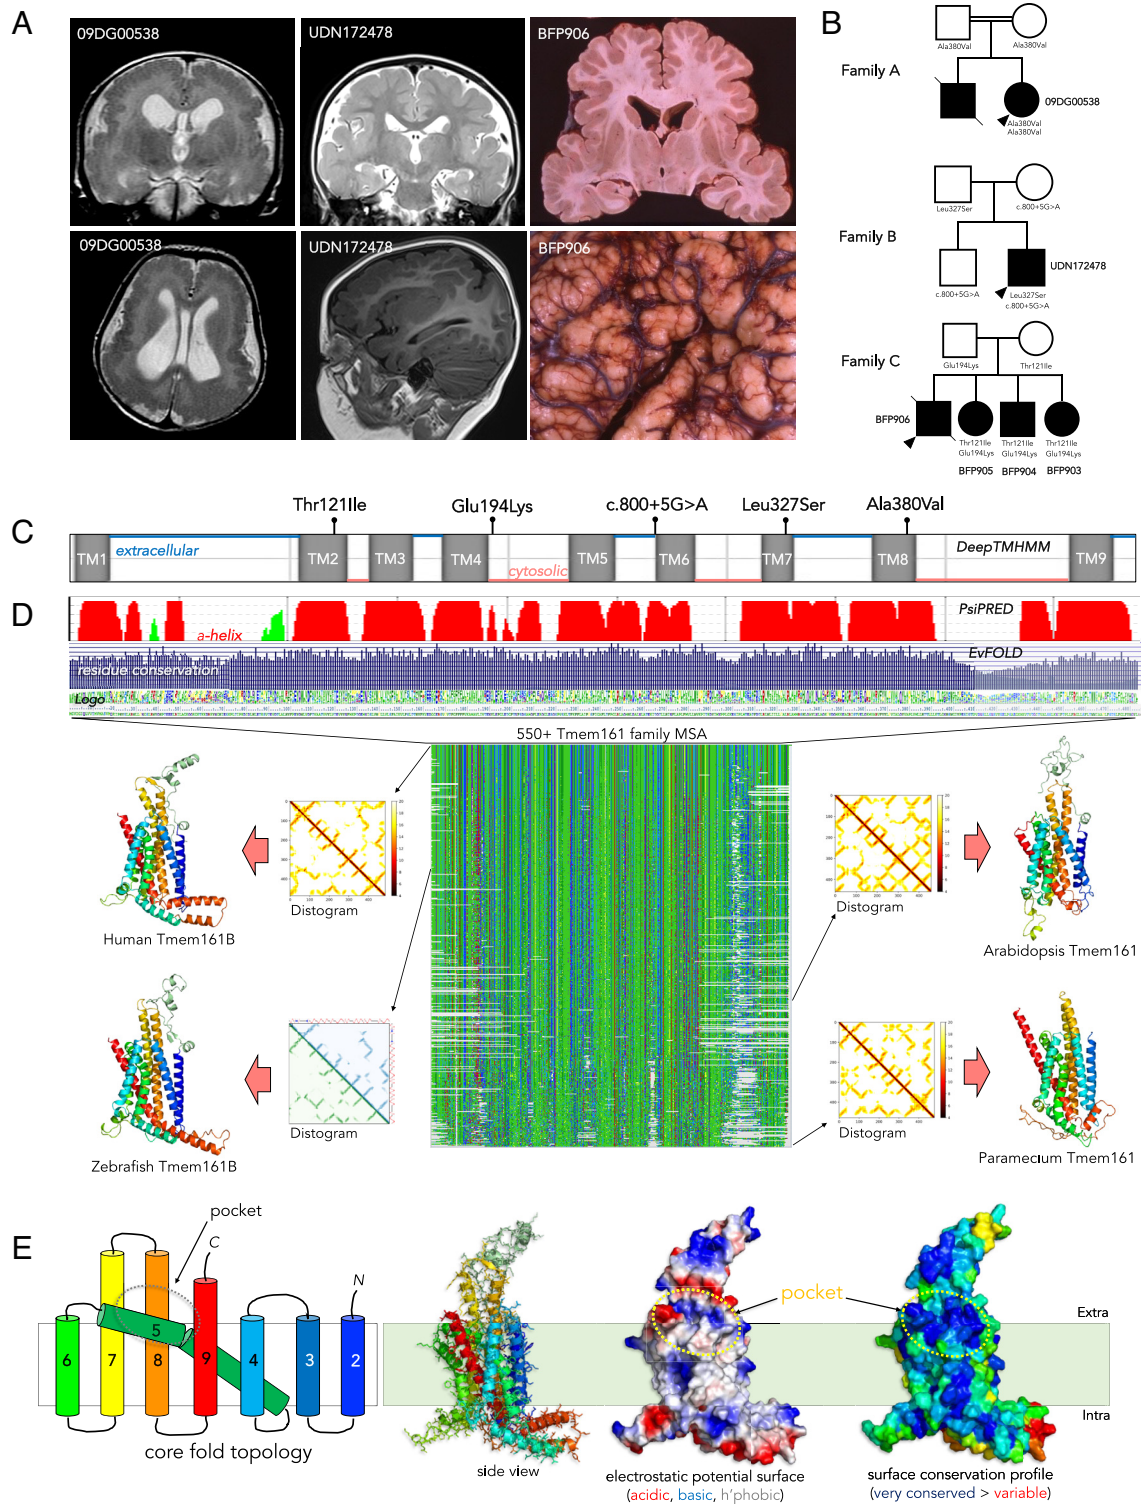 A
09DG00538
UDN172478
BFP906
09DG00538
UDN172478
BFP906
B
Ala380Val
Ala380Val
Family A
09DG00538
Ala380Val
Ala380Val
Leu327Ser
c.800+5G>A
Family B
UDN172478
c.800+5G>A
Leu327Ser
c.800+5G>A
Family C
Glu194Lys
Thr121Ile
BFP906
Thr121Ile
Glu194Lys
Thr121Ile
Glu194Lys
Thr121Ile
Glu194Lys
BFP905
BFP904
BFP903
C
Thr121Ile
Glu194Lys
c.800+5G>A
Leu327Ser
Ala380Val
TM1
extracellular
TM2
TM3
TM4
cytosolic
TM5
TM6
TM7
TM8
DeepTMHMM
TM9
D
a-helix
PsiPRED
EvFOLD
residue conservation
Logo
550+ Tmem161 family MSA
Distogram
Human Tmem161B
Distogram
Arabidopsis Tmem161
Distogram
Zebrafish Tmem161B
Distogram
Paramecium Tmem161
E
pocket
C
N
6
7
8
5
9
4
3
2
core fold topology
side view
pocket
Extra
Intra
electrostatic potential surface
(acidic, basic, h'phobic)
surface conservation profile
(very conserved > variable)